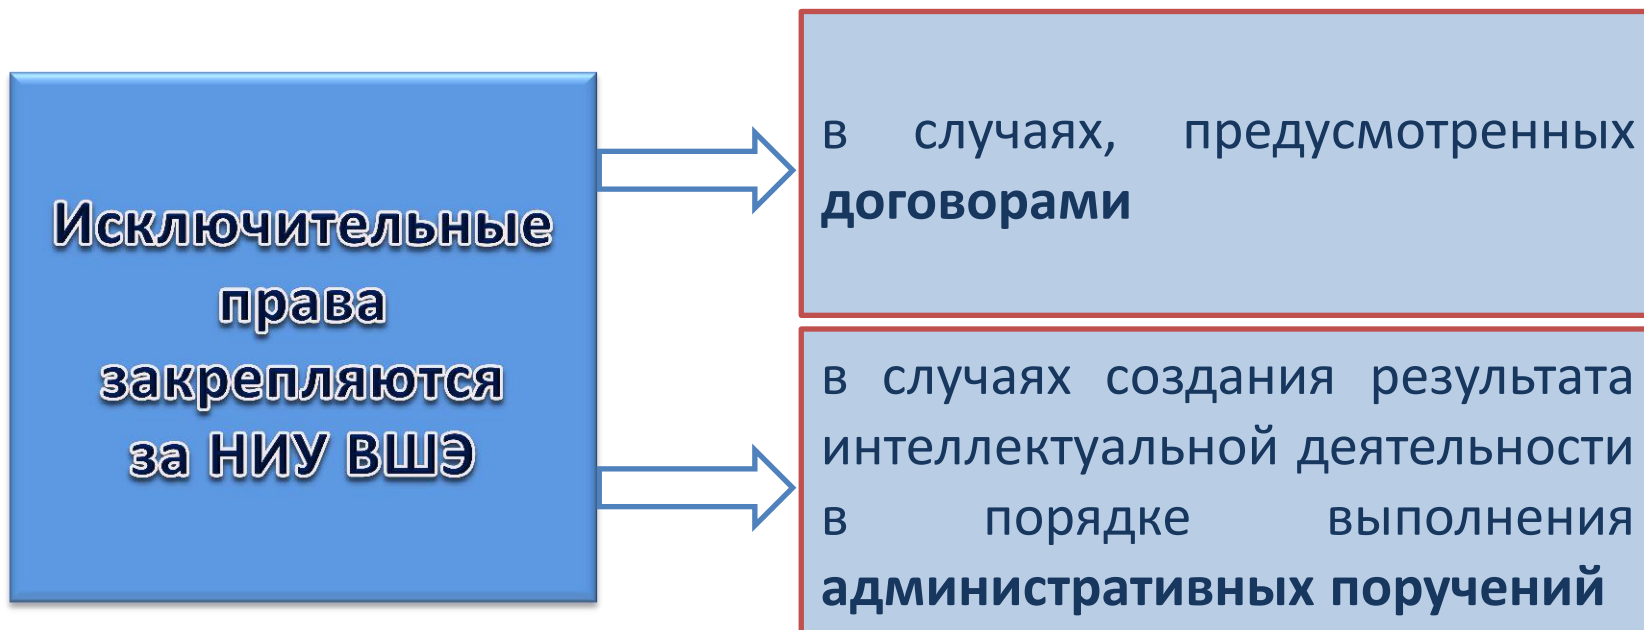 Исключительные
права
закрепляются
за НИУ ВШЭ
в случаях, предусмотренных
договорами
в случаях создания результата
интеллектуальной деятельности
в порядке выполнения
административных поручений